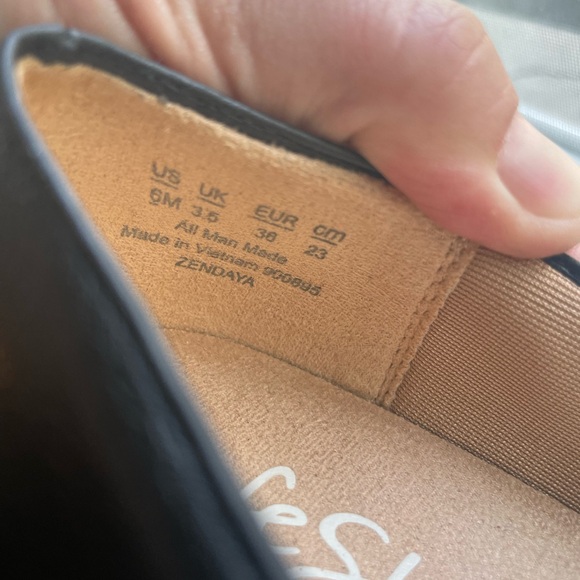 US UK EUR cm
6M 3.5 36 23
All Man Made
Made in Vietnam 900895
ZENDAYA